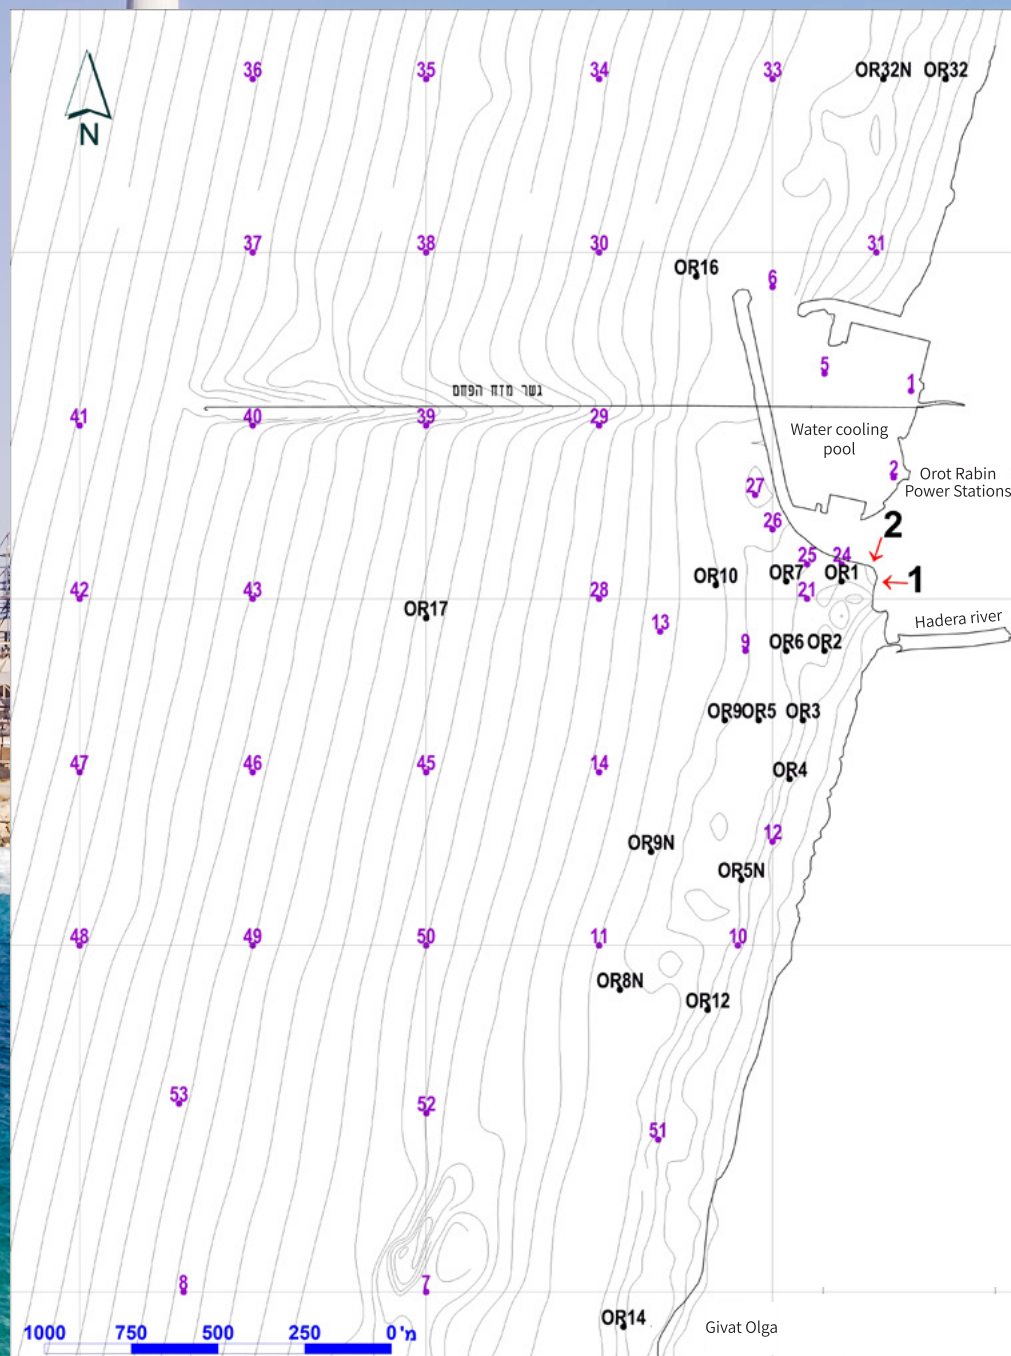 36
35
34
33
OR32N
OR32
N
37
38
30
31
OR16
6
5
1
גשר מזח הפחם
41
40
39
29
Water cooling
pool
2
Orot Rabin
Power Stations
27
26
2
25
24
OR10
OR7
OR1
1
42
43
28
21
OR17
13
Hadera river
9
OR6
OR2
OR9
OR5
OR3
47
46
45
14
OR4
12
OR9N
OR5N
48
49
50
11
10
OR8N
OR12
53
52
51
8
7
OR14
Givat Olga
1000
750
500
250
0
מ'